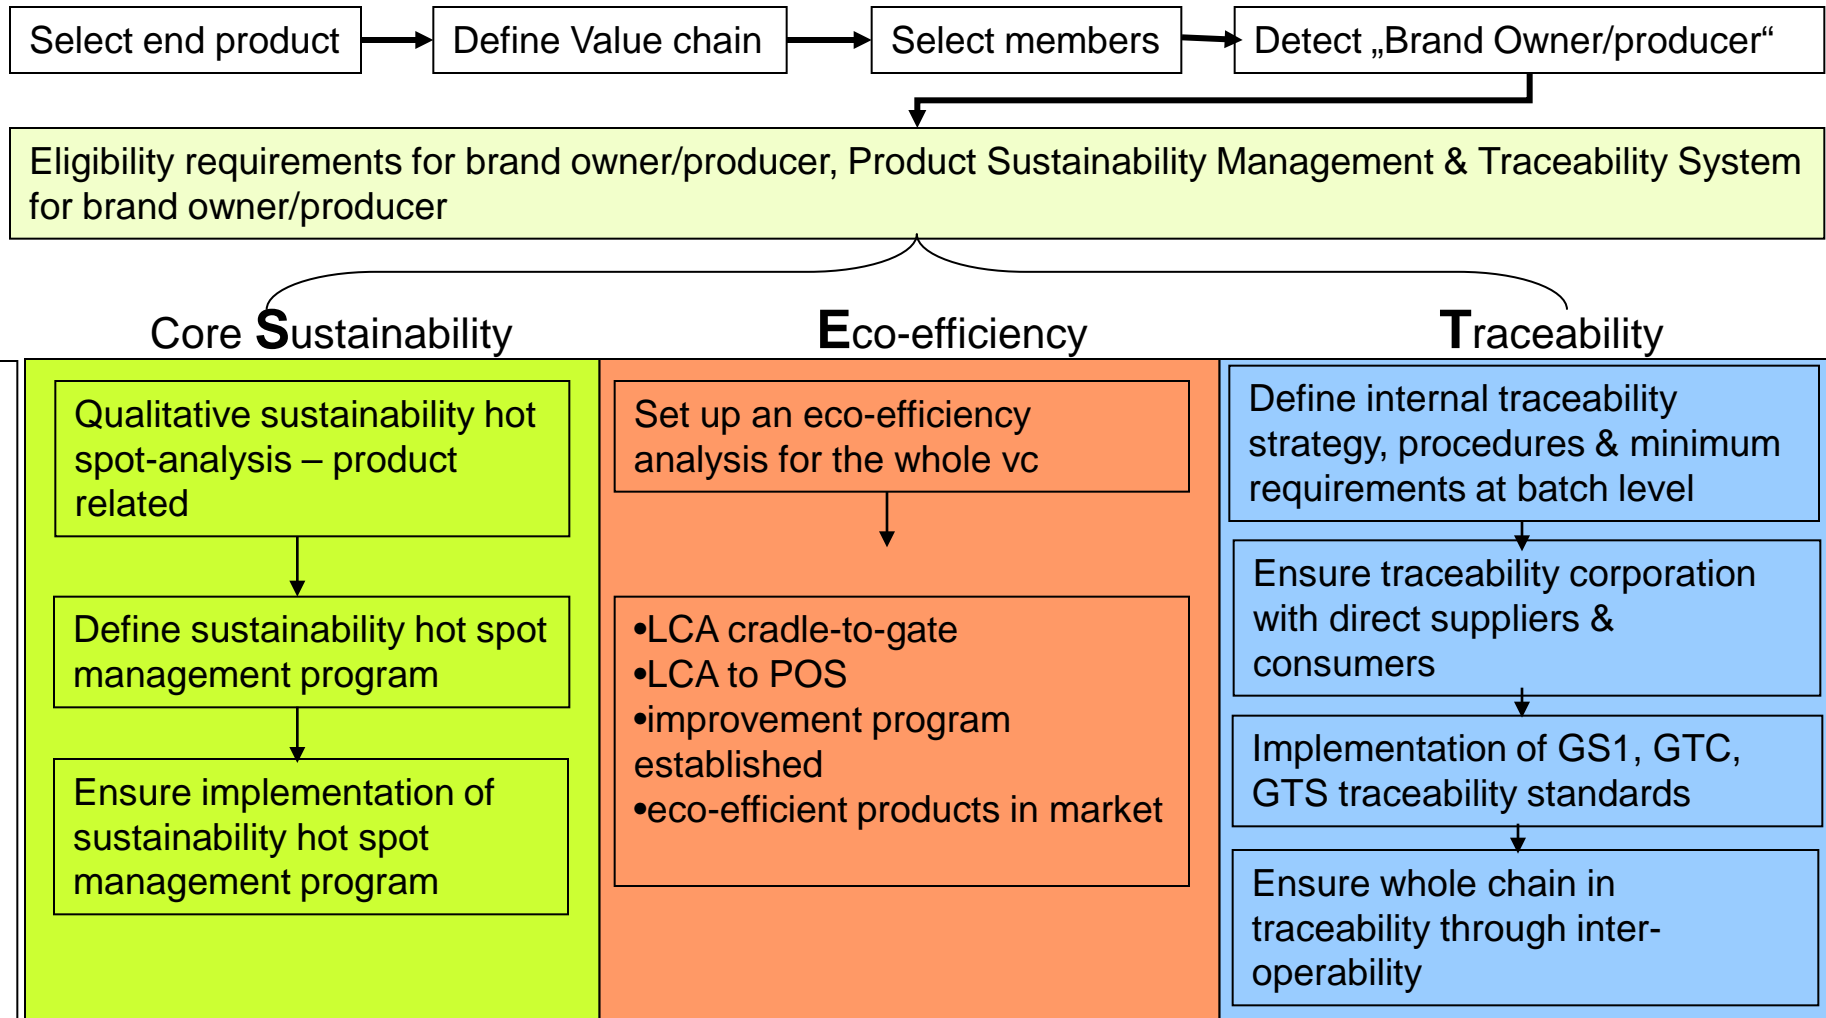 Select end product
Define Value chain
Select members
Detect „Brand Owner/producer“
Eligibility requirements for brand owner/producer, Product Sustainability Management & Traceability System
for brand owner/producer
Core Sustainability
Eco-efficiency
Traceability
Qualitative sustainability hot
spot-analysis – product
related
Define sustainability hot spot
management program
Ensure implementation of
sustainability hot spot
management program
Set up an eco-efficiency
analysis for the whole vc
•LCA cradle-to-gate
•LCA to POS
•improvement program
established
•eco-efficient products in market
Define internal traceability
strategy, procedures & minimum
requirements at batch level
Ensure traceability corporation
with direct suppliers &
consumers
Implementation of GS1, GTC,
GTS traceability standards
Ensure whole chain in
traceability through inter-
operability